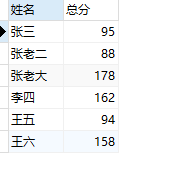 姓名 总分
张三 95
张老二 88
张老大 178
李四 162
王五 94
王六 158